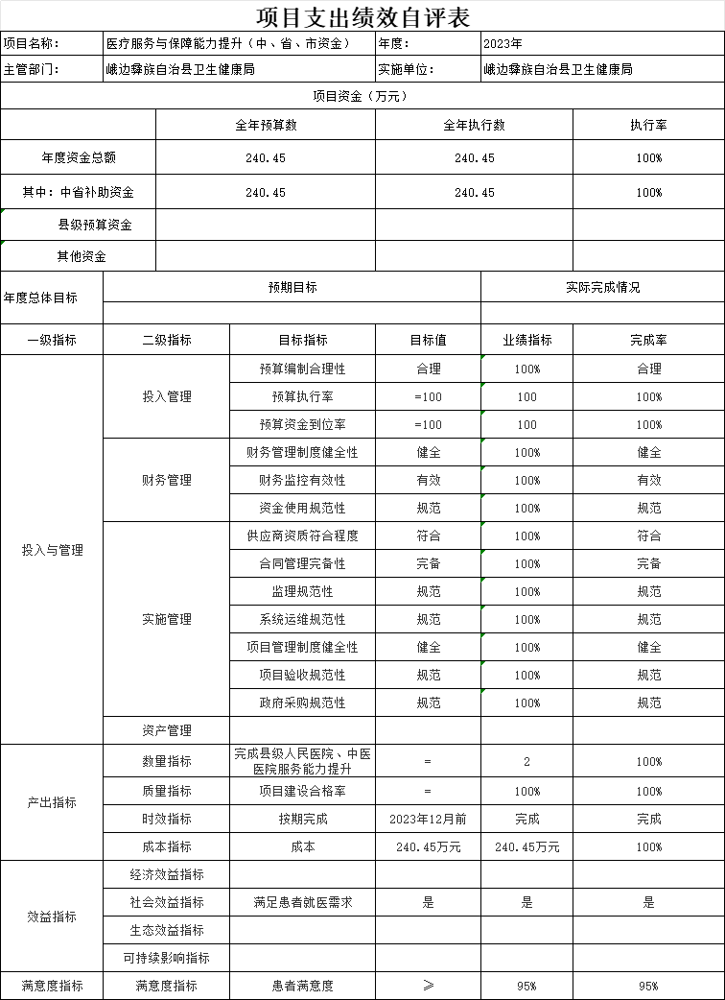 项目支出绩效自评表
项目名称： 医疗服务与保障能力提升（中、省、市资金） 年度： 2023年
主管部门： 峨边彝族自治县卫生健康局 实施单位： 峨边彝族自治县卫生健康局
项目资金（万元）
全年预算数 全年执行数 执行率
年度资金总额 240.45 240.45 100%
其中：中省补助资金 240.45 240.45 100%
县级预算资金
其他资金
年度总体目标 预期目标 实际完成情况
一级指标 二级指标 目标指标 目标值 业绩指标 完成率
投入与管理 投入管理 预算编制合理性 合理 100% 合理
预算执行率 =100 100 100%
预算资金到位率 =100 100 100%
财务管理 财务管理制度健全性 健全 100% 健全
财务监控有效性 有效 100% 有效
资金使用规范性 规范 100% 规范
实施管理 供应商资质符合程度 符合 100% 符合
合同管理完备性 完备 100% 完备
监理规范性 规范 100% 规范
系统运维规范性 规范 100% 规范
项目管理制度健全性 健全 100% 健全
项目验收规范性 规范 100% 规范
政府采购规范性 规范 100% 规范
资产管理
产出指标 数量指标 完成县级人民医院、中医
医院服务能力提升 = 2 100%
质量指标 项目建设合格率 = 100% 100%
时效指标 按期完成 2023年12月前 完成 完成
成本指标 成本 240.45万元 240.45万元 100%
效益指标 经济效益指标
社会效益指标 满足患者就医需求 是 是 是
生态效益指标
可持续影响指标
满意度指标 满意度指标 患者满意度 ≥ 95% 95%